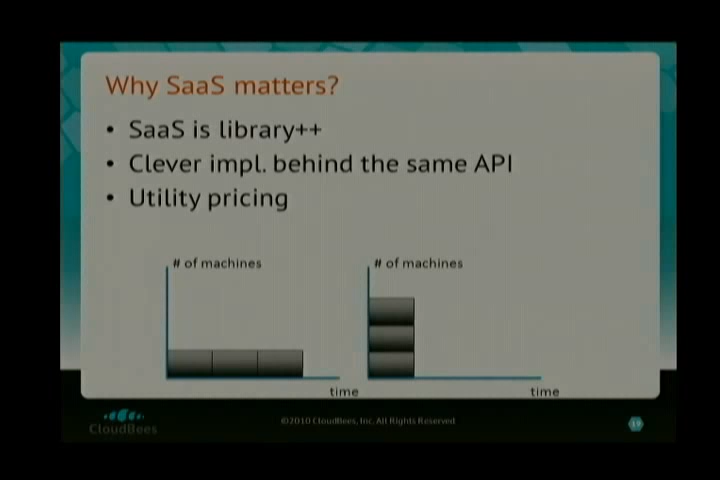 Why SaaS matters?
• SaaS is library++
• Clever impl. behind the same API
• Utility pricing
# of machines
# of machines
time
time
CloudBees
©2010 CloudBees, Inc. All Rights Reserved
19